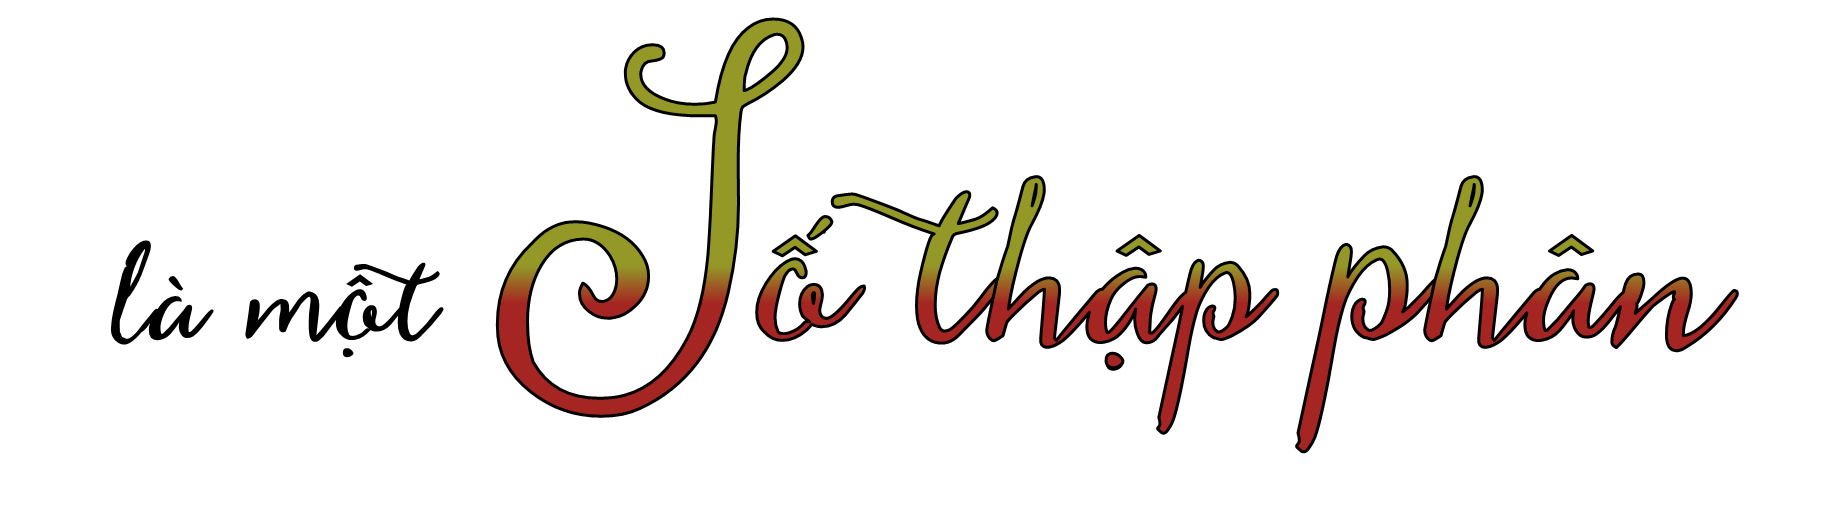 là một Số thập phân